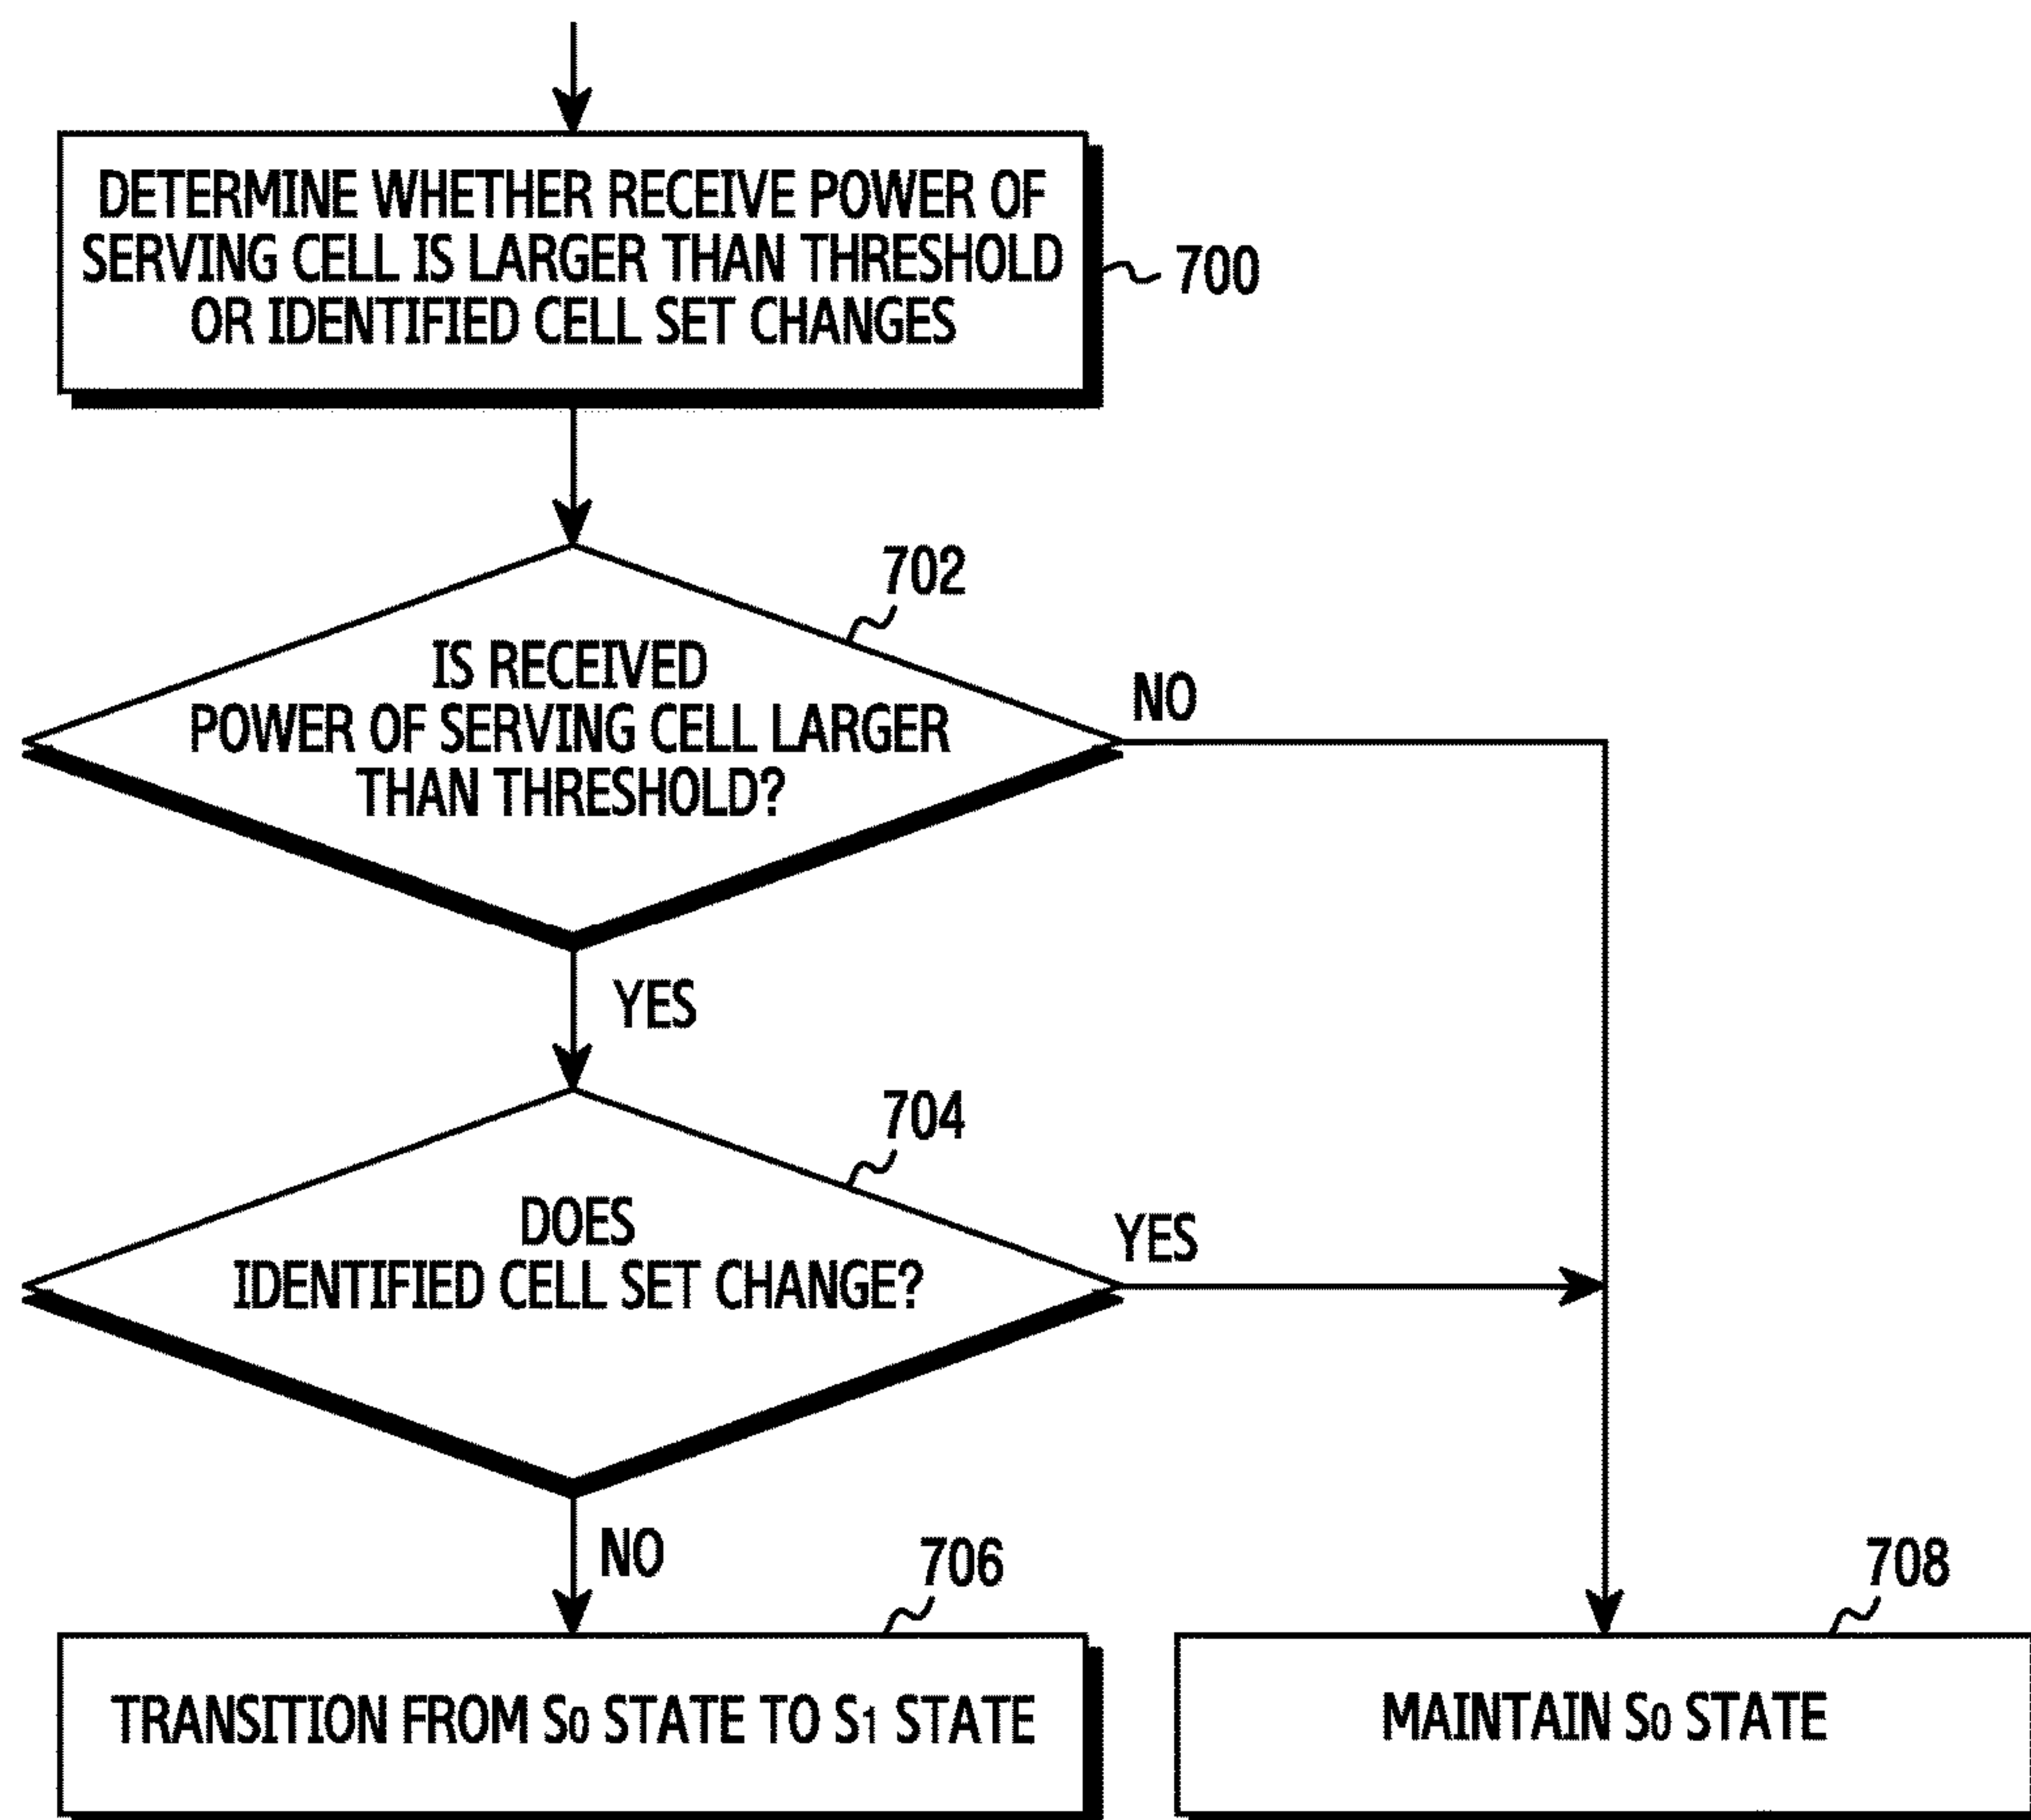 DETERMINE WHETHER RECEIVE POWER OF
SERVING CELL IS LARGER THAN THRESHOLD
OR IDENTIFIED CELL SET CHANGES
700
702
IS RECEIVED
POWER OF SERVING CELL LARGER
THAN THRESHOLD?
NO
YES
704
DOES
IDENTIFIED CELL SET CHANGE?
YES
NO
706
TRANSITION FROM S0 STATE TO S1 STATE
708
MAINTAIN S0 STATE